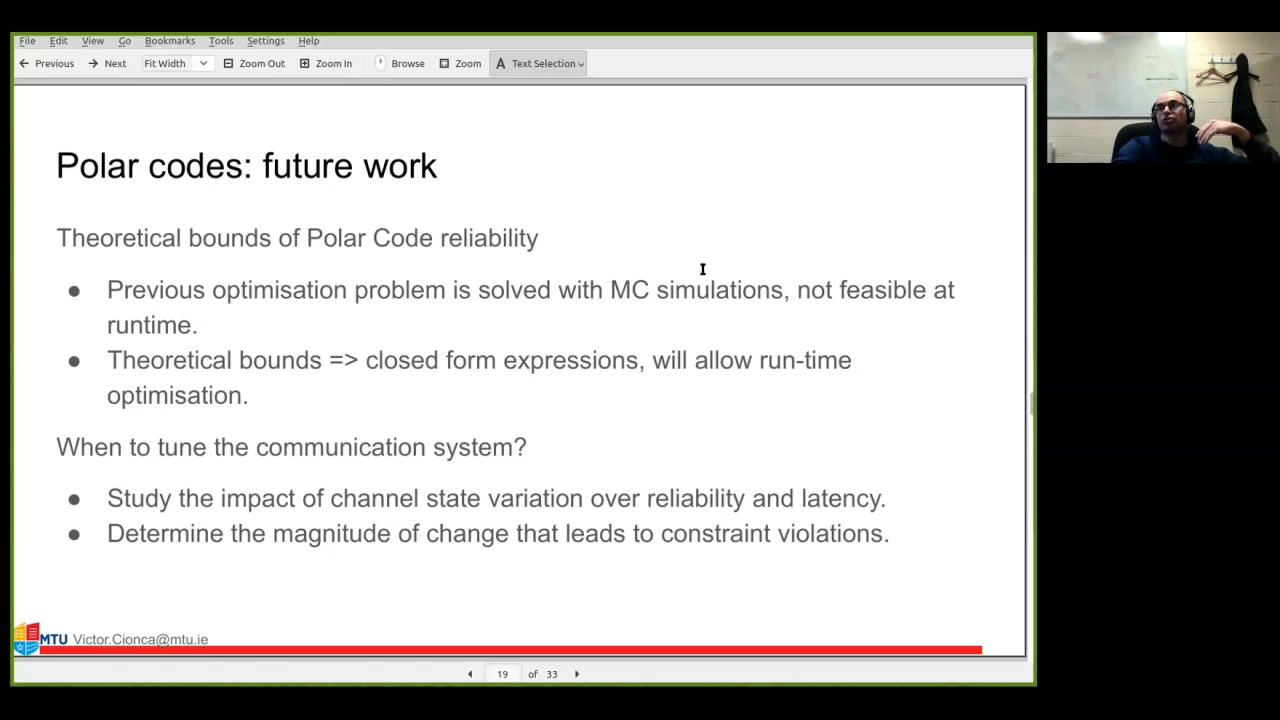 File Edit View Go Bookmarks Tools Settings Help
Previous Next Fit Width Zoom Out Zoom In Browse Zoom Text Selection
Polar codes: future work
Theoretical bounds of Polar Code reliability
● Previous optimisation problem is solved with MC simulations, not feasible at
runtime.
● Theoretical bounds => closed form expressions, will allow run-time
optimisation.
When to tune the communication system?
● Study the impact of channel state variation over reliability and latency.
● Determine the magnitude of change that leads to constraint violations.
MTU Victor.Cionca@mtu.ie
19 of 33